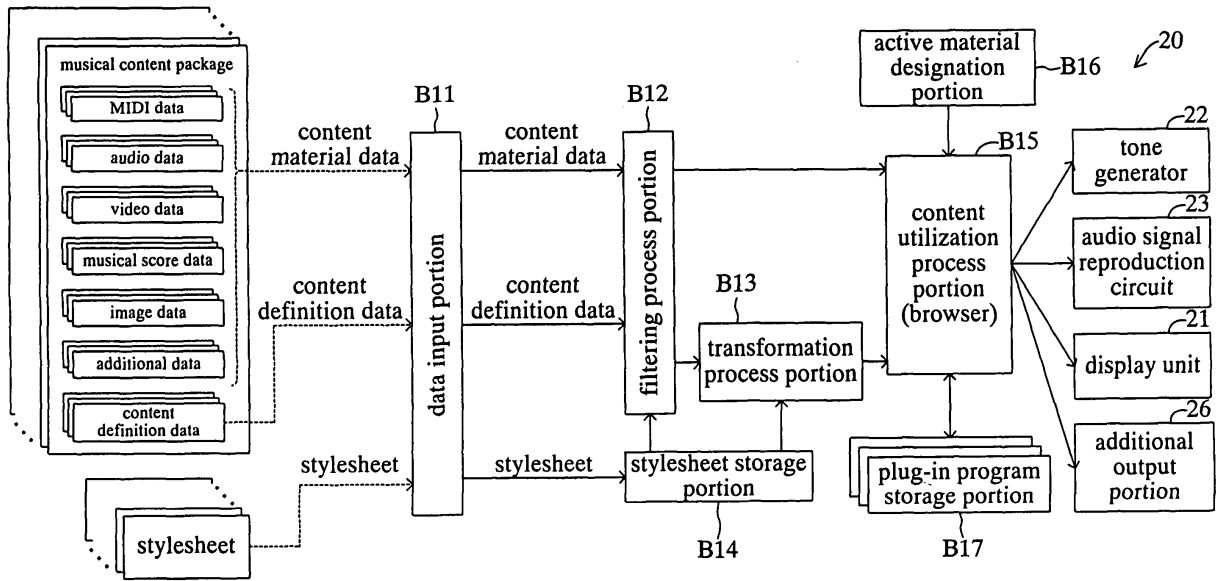 musical content package
MIDI data
audio data
video data
musical score data
image data
additional data
content
definition data
stylesheet
content
material data
content
definition data
stylesheet
B11
data input portion
content
material data
content
definition data
stylesheet
B12
filtering process portion
B13
transformation
process portion
stylesheet storage
portion
B14
active material
designation
portion
B16
B15
content
utilization
process
portion
(browser)
plug-in program
storage portion
B17
20
22
tone
generator
23
audio signal
reproduction
circuit
21
display unit
26
additional
output
portion